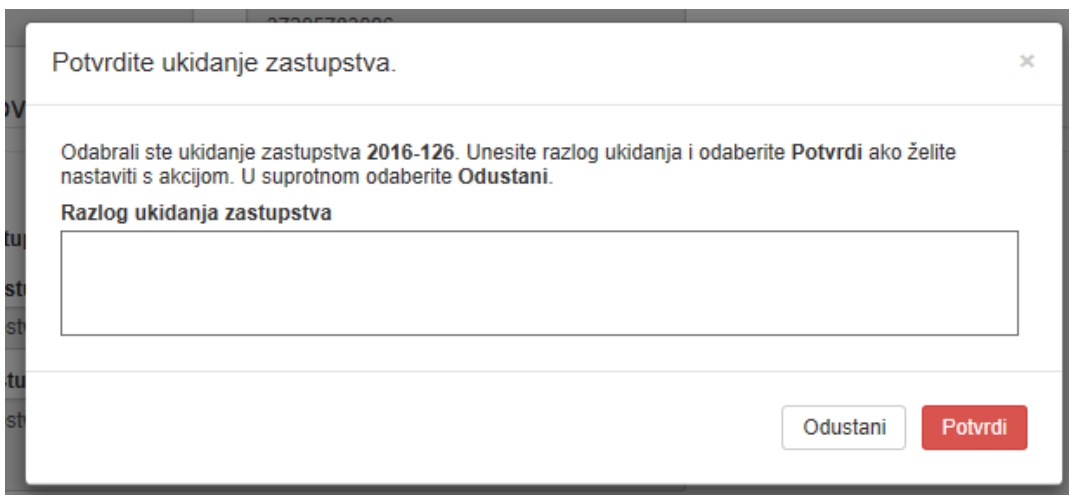 Potvrdite ukidanje zastupstva.
×
Odabrali ste ukidanje zastupstva 2016-126. Unesite razlog ukidanja i odaberite Potvrdi ako želite
nastaviti s akcijom. U suprotnom odaberite Odustani.
Razlog ukidanja zastupstva
Odustani
Potvrdi